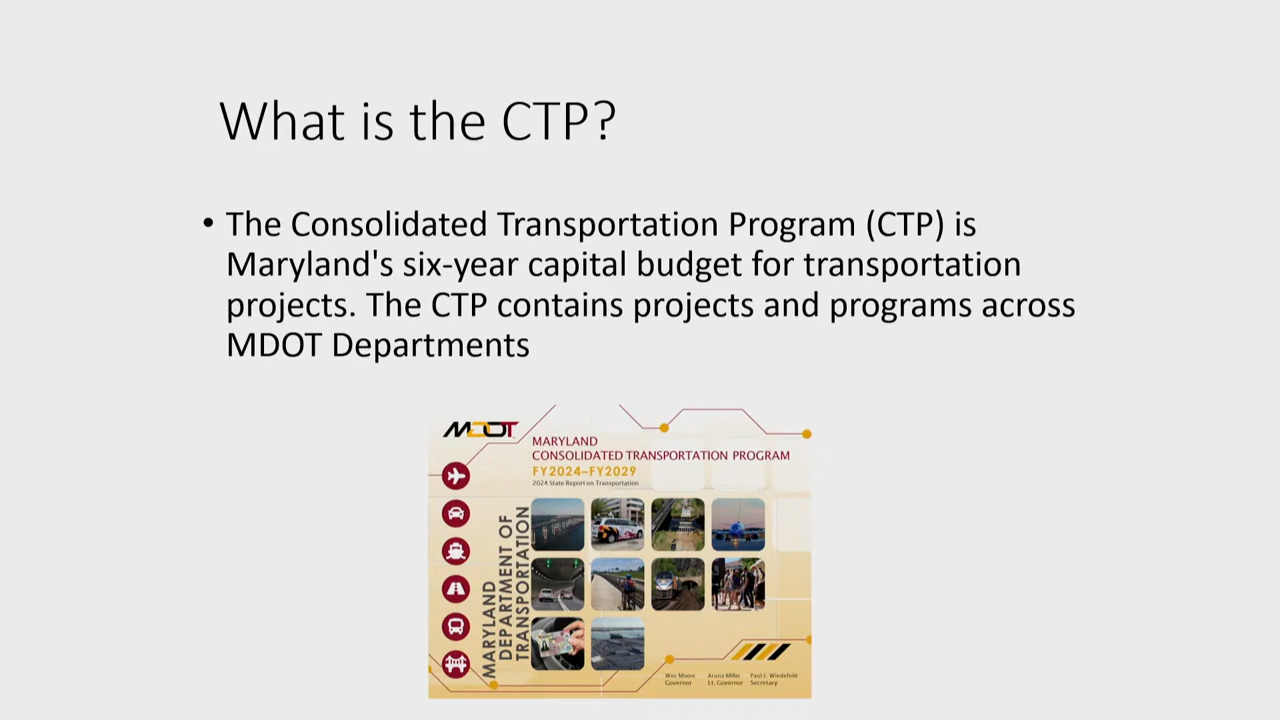 What is the CTP?
• The Consolidated Transportation Program (CTP) is
Maryland's six-year capital budget for transportation
projects. The CTP contains projects and programs across
MDOT Departments
MDOT
MARYLAND
CONSOLIDATED TRANSPORTATION PROGRAM
FY2024–FY2029
2024 State Report on Transportation
MARYLAND
DEPARTMENT OF
TRANSPORTATION
Wes Moore
Governor
Aruna Miller
Lt. Governor
Paul J. Wiedefeld
Secretary